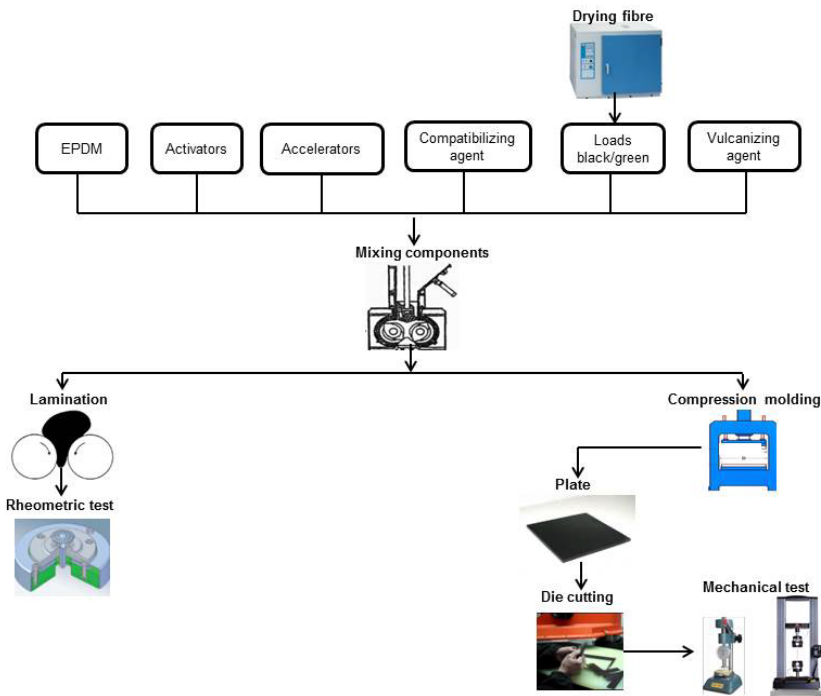 Drying fibre
EPDM
Activators
Accelerators
Compatibilizing
agent
Loads
black/green
Vulcanizing
agent
Mixing components
Lamination
Compression molding
Rheometric test
Plate
Die cutting
Mechanical test